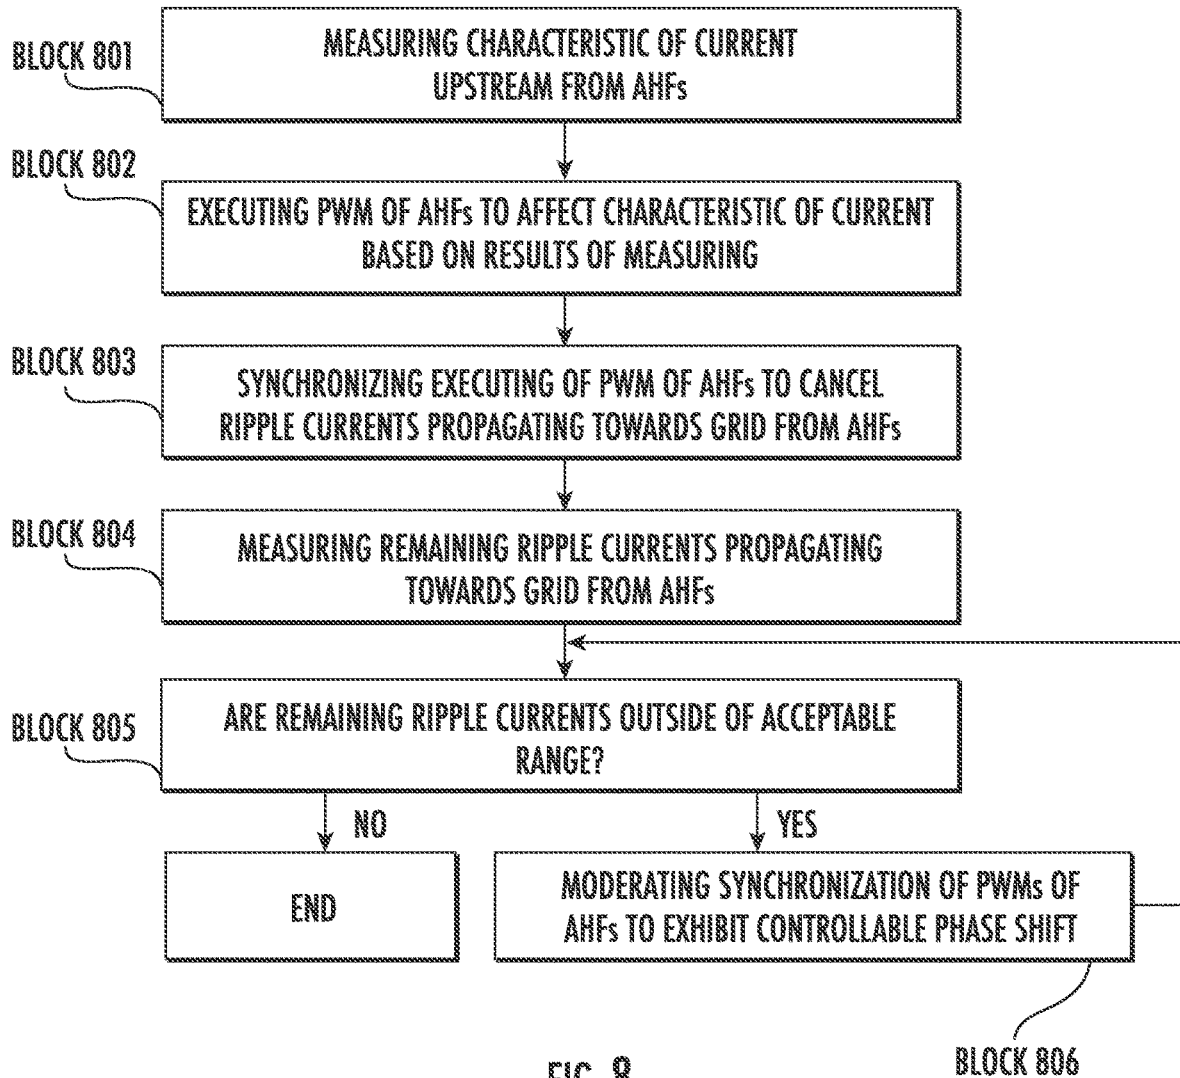 BLOCK 801
MEASURING CHARACTERISTIC OF CURRENT
UPSTREAM FROM AHFs
BLOCK 802
EXECUTING PWM OF AHFs TO AFFECT CHARACTERISTIC OF CURRENT
BASED ON RESULTS OF MEASURING
BLOCK 803
SYNCHRONIZING EXECUTING OF PWM OF AHFs TO CANCEL
RIPPLE CURRENTS PROPAGATING TOWARDS GRID FROM AHFs
BLOCK 804
MEASURING REMAINING RIPPLE CURRENTS PROPAGATING
TOWARDS GRID FROM AHFs
BLOCK 805
ARE REMAINING RIPPLE CURRENTS OUTSIDE OF ACCEPTABLE
RANGE?
NO
YES
END
MODERATING SYNCHRONIZATION OF PWMs OF
AHFs TO EXHIBIT CONTROLLABLE PHASE SHIFT
BLOCK 806
FIG. 8